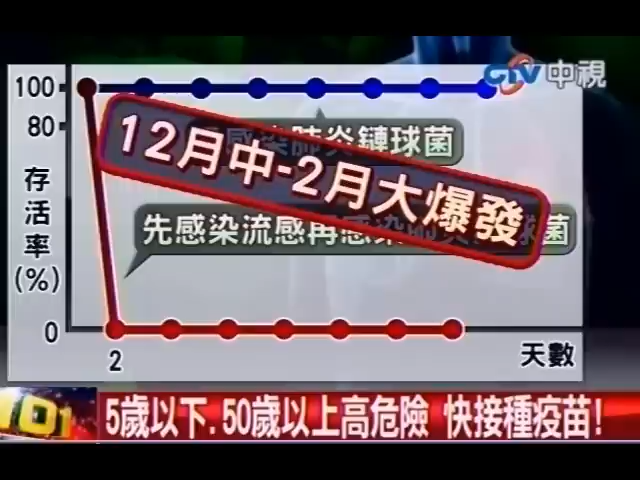 CTV中視
100
80
存活率
(%)
0
2
天數
感染肺炎鏈球菌
12月中-2月大爆發
先感染流感再感染
菌
101
5歲以下.50歲以上高危險 快接種疫苗!